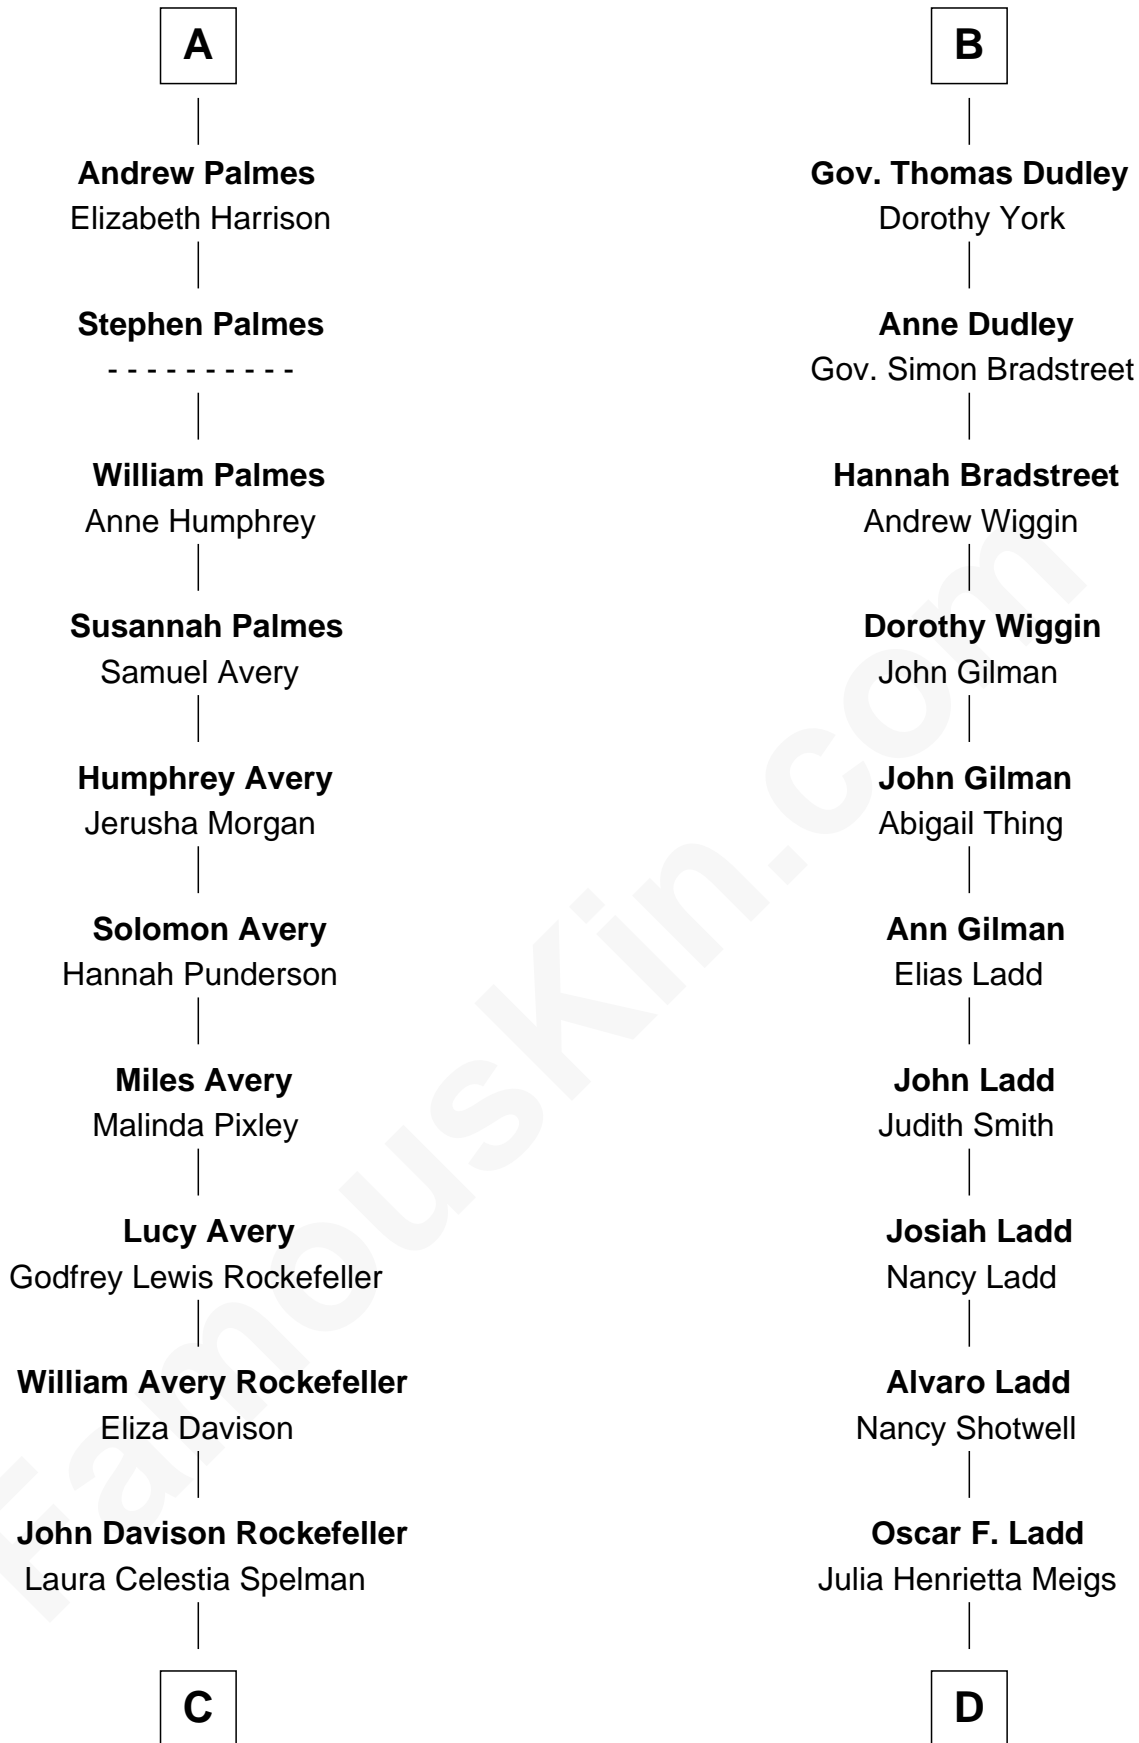 A
Andrew Palmes
Elizabeth Harrison
Stephen Palmes
- - - - - - - - - -
William Palmes
Anne Humphrey
Susannah Palmes
Samuel Avery
Humphrey Avery
Jerusha Morgan
Solomon Avery
Hannah Punderson
Miles Avery
Malinda Pixley
Lucy Avery
Godfrey Lewis Rockefeller
William Avery Rockefeller
Eliza Davison
John Davison Rockefeller
Laura Celestia Spelman
C
B
Gov. Thomas Dudley
Dorothy York
Anne Dudley
Gov. Simon Bradstreet
Hannah Bradstreet
Andrew Wiggin
Dorothy Wiggin
John Gilman
John Gilman
Abigail Thing
Ann Gilman
Elias Ladd
John Ladd
Judith Smith
Josiah Ladd
Nancy Ladd
Alvaro Ladd
Nancy Shotwell
Oscar F. Ladd
Julia Henrietta Meigs
D
FamousKin.com